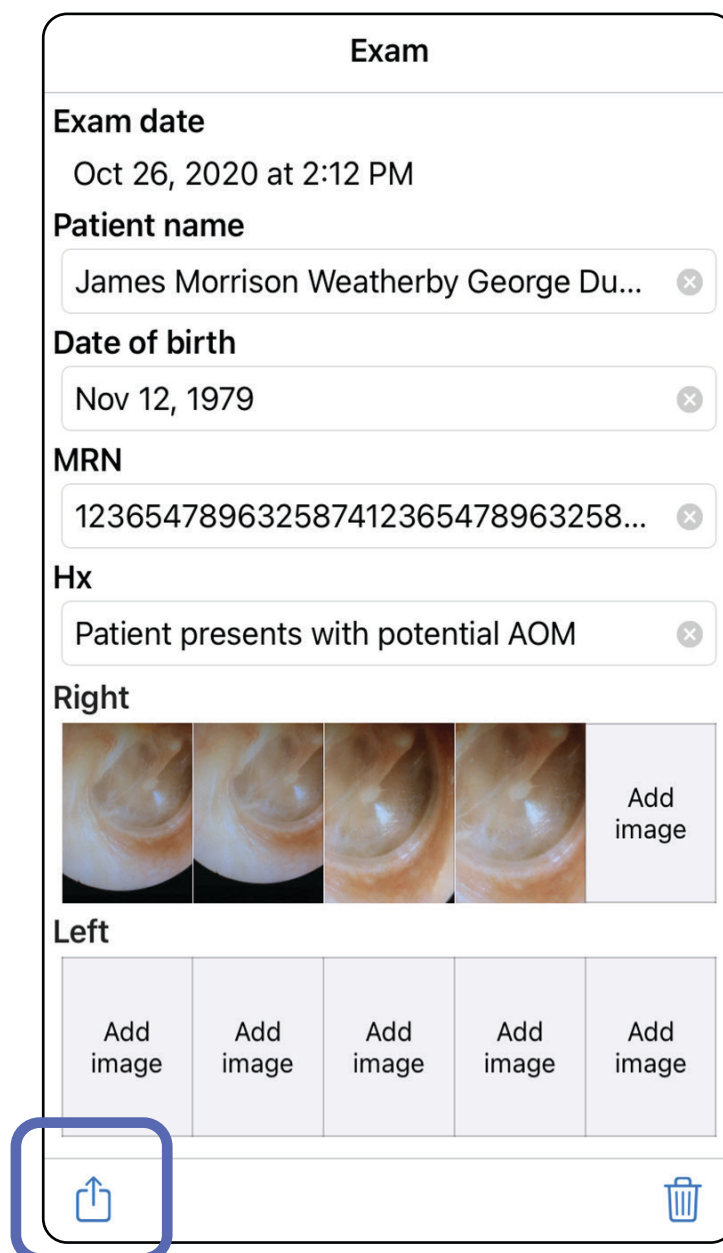 Exam
Exam date
Oct 26, 2020 at 2:12 PM
Patient name
James Morrison Weatherby George Du...
Date of birth
Nov 12, 1979
MRN
123654789632587412365478963258...
Hx
Patient presents with potential AOM
Right
Add
image
Left
Add
image
Add
image
Add
image
Add
image
Add
image